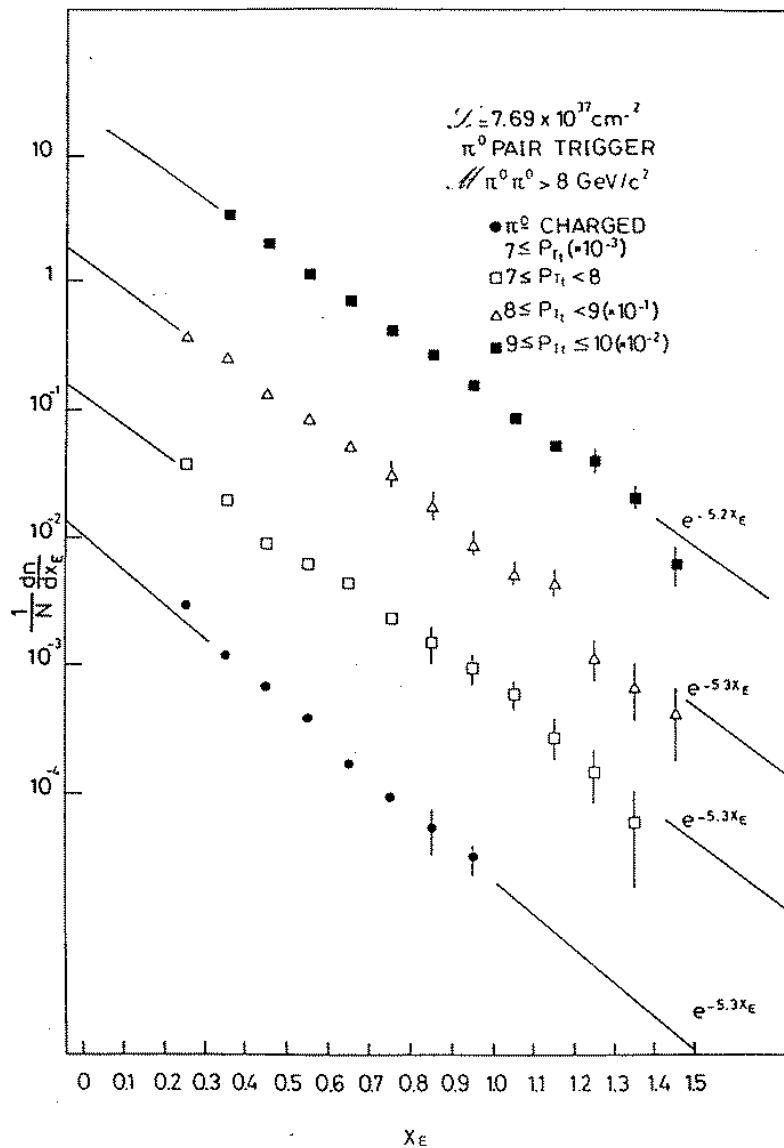 ℒ = 7.69 x 10³⁷ cm⁻²
π⁰ PAIR TRIGGER
ℳ π⁰π⁰ > 8 GeV/c²
● π⁰ CHARGED
7 ≤ P_Tt (×10⁻³)
□ 7 ≤ P_Tt < 8
△ 8 ≤ P_Tt < 9 (×10⁻¹)
■ 9 ≤ P_Tt ≤ 10 (×10⁻²)
10
1
10⁻¹
10⁻²
10⁻³
10⁻⁴
1/N dn/dx_E
e⁻⁵·²ˣE
e⁻⁵·³ˣE
e⁻⁵·³ˣE
e⁻⁵·³ˣE
0 0.1 0.2 0.3 0.4 0.5 0.6 0.7 0.8 0.9 1.0 1.1 1.2 1.3 1.4 1.5
X_E